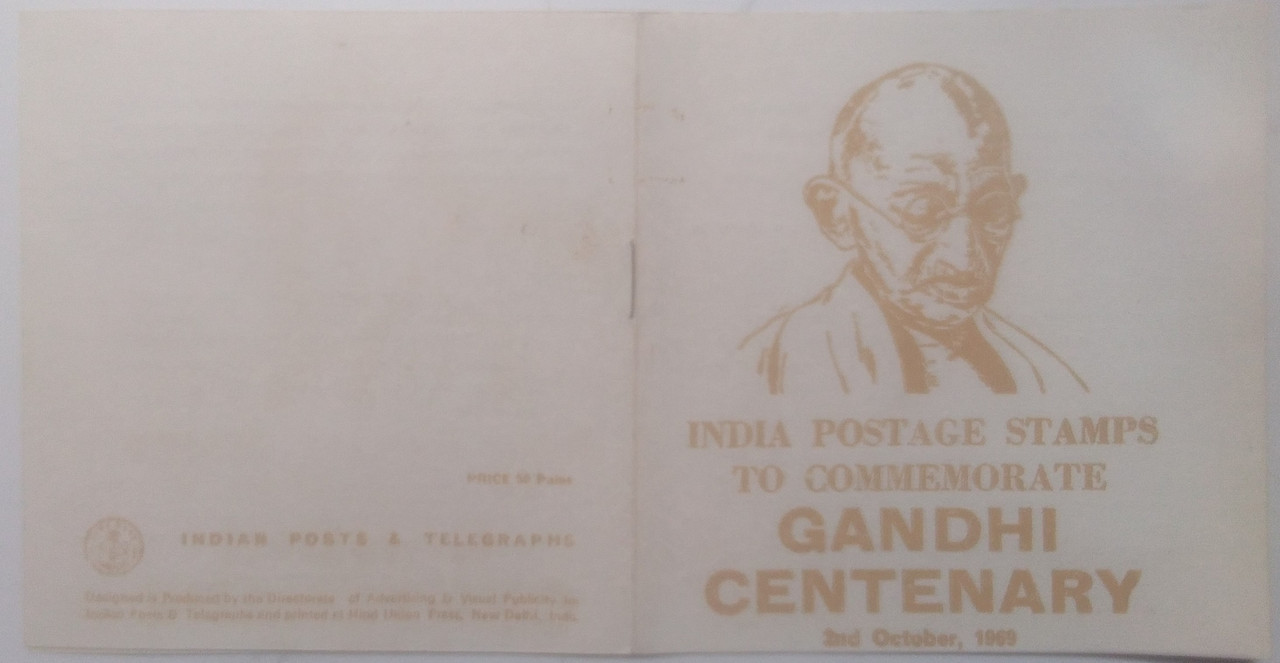 PRICE 50 Paise
INDIAN POSTS & TELEGRAPHS
Designed & Produced by the Directorate of Advertising & Visual Publicity for
Indian Posts & Telegraphs and printed at Hind Union Press, New Delhi,
INDIA POSTAGE STAMPS
TO COMMEMORATE
GANDHI
CENTENARY
2nd October, 1969